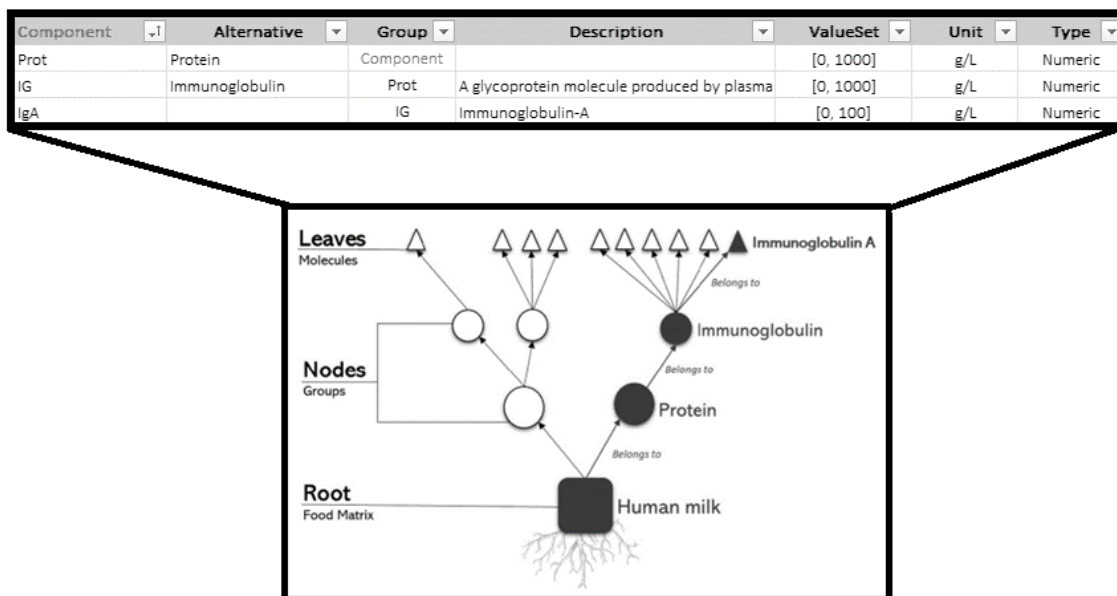 Component Alternative Group Description ValueSet Unit Type
Prot Protein Component [0, 1000] g/L Numeric
IG Immunoglobulin Prot A glycoprotein molecule produced by plasma [0, 1000] g/L Numeric
IgA IG Immunoglobulin-A [0, 100] g/L Numeric
Leaves
Molecules
Immunoglobulin A
Belongs to
Immunoglobulin
Nodes
Groups
Belongs to
Protein
Belongs to
Root
Food Matrix
Human milk